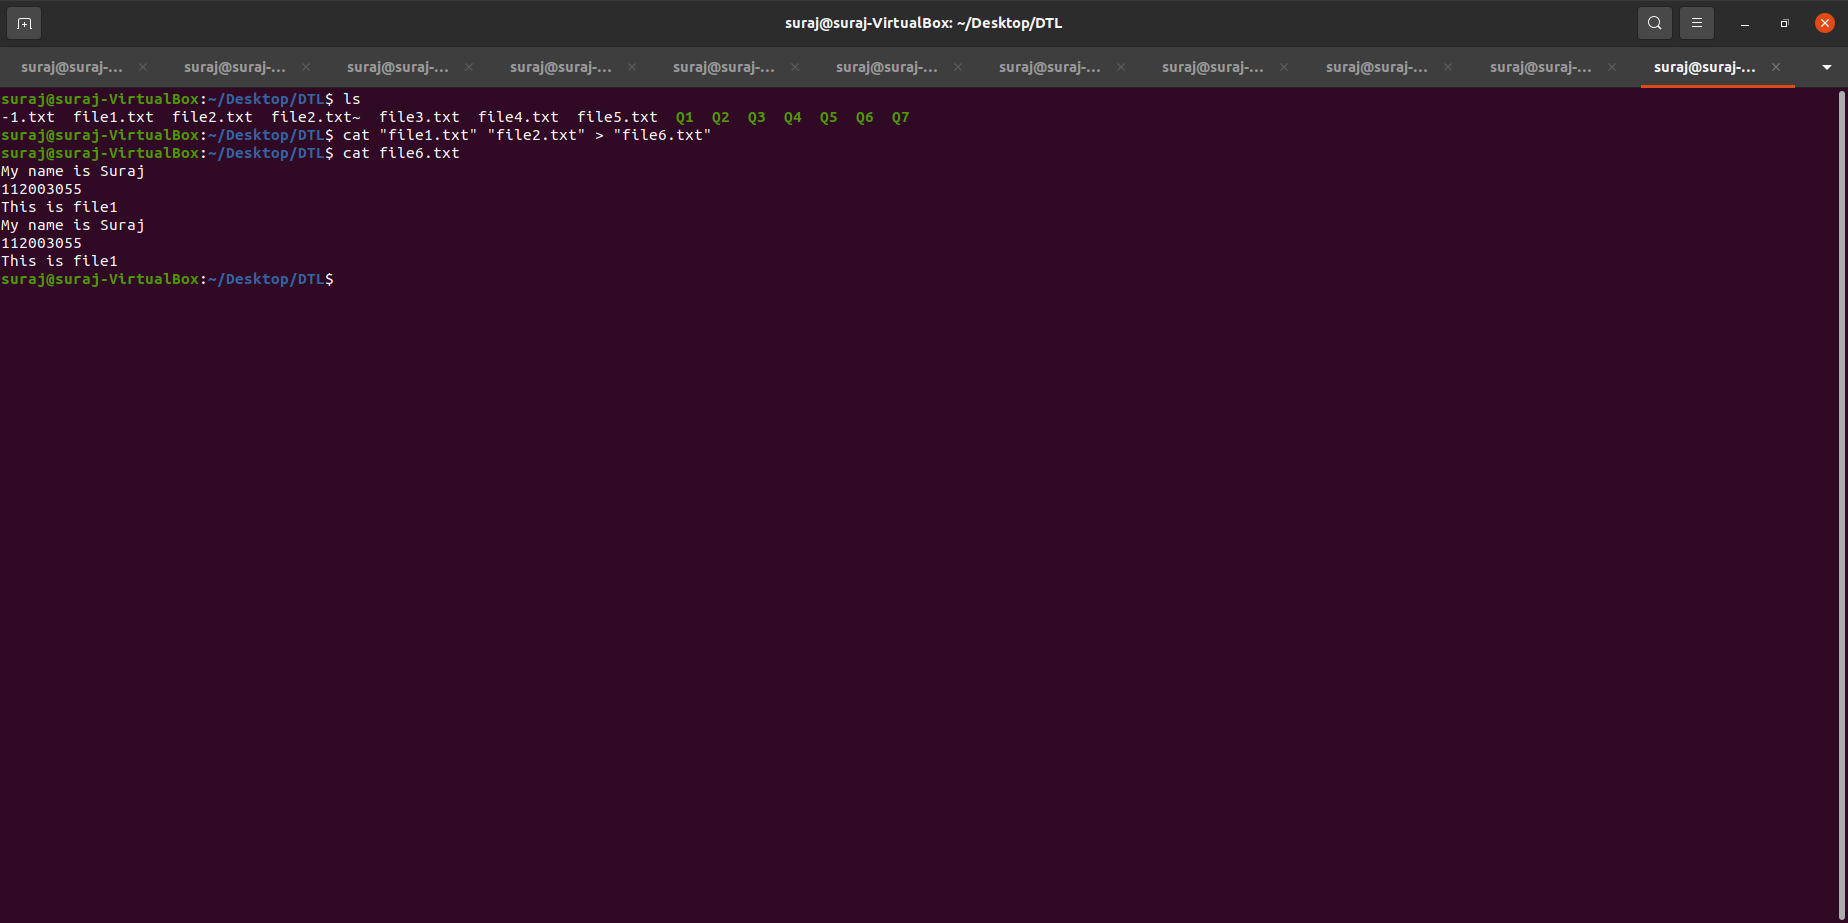 suraj@suraj-VirtualBox: ~/Desktop/DTL
suraj@suraj-... suraj@suraj-... suraj@suraj-... suraj@suraj-... suraj@suraj-... suraj@suraj-... suraj@suraj-... suraj@suraj-... suraj@suraj-... suraj@suraj-... suraj@suraj-...
suraj@suraj-VirtualBox:~/Desktop/DTL$ ls
-1.txt  file1.txt  file2.txt  file2.txt~  file3.txt  file4.txt  file5.txt  Q1  Q2  Q3  Q4  Q5  Q6  Q7
suraj@suraj-VirtualBox:~/Desktop/DTL$ cat "file1.txt" "file2.txt" > "file6.txt"
suraj@suraj-VirtualBox:~/Desktop/DTL$ cat file6.txt
My name is Suraj
112003055
This is file1
My name is Suraj
112003055
This is file1
suraj@suraj-VirtualBox:~/Desktop/DTL$